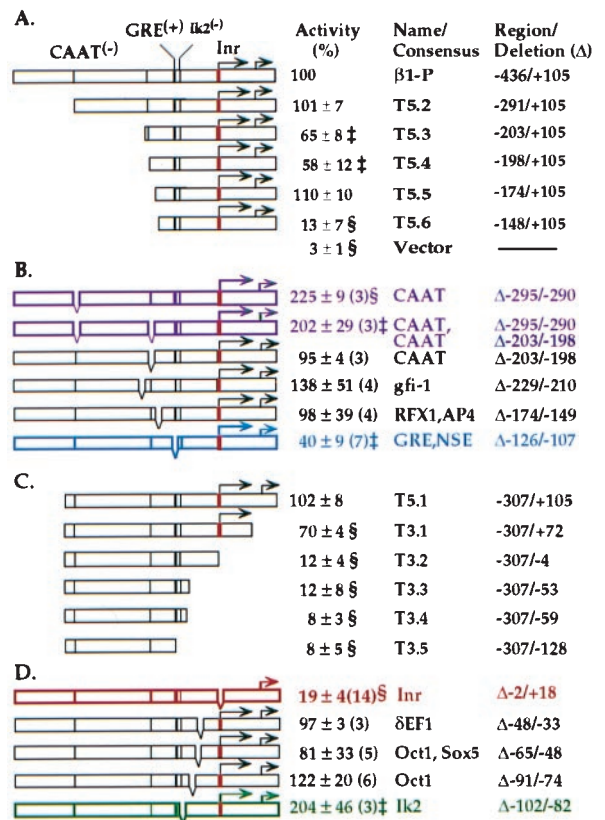 A.
GRE(+) Ik2(-)
CAAT(-)
Inr
Activity (%) Name/Consensus Region/Deletion (Δ)
100 β1-P -436/+105
101 ± 7 T5.2 -291/+105
65 ± 8 ‡ T5.3 -203/+105
58 ± 12 ‡ T5.4 -198/+105
110 ± 10 T5.5 -174/+105
13 ± 7 § T5.6 -148/+105
3 ± 1 § Vector
B.
225 ± 9 (3)§ CAAT Δ-295/-290
202 ± 29 (3)‡ CAAT, Δ-295/-290
CAAT Δ-203/-198
95 ± 4 (3) CAAT Δ-203/-198
138 ± 51 (4) gfi-1 Δ-229/-210
98 ± 39 (4) RFX1,AP4 Δ-174/-149
40 ± 9 (7)‡ GRE,NSE Δ-126/-107
C.
102 ± 8 T5.1 -307/+105
70 ± 4 § T3.1 -307/+72
12 ± 4 § T3.2 -307/-4
12 ± 8 § T3.3 -307/-53
8 ± 3 § T3.4 -307/-59
8 ± 5 § T3.5 -307/-128
D.
19 ± 4(14)§ Inr Δ-2/+18
97 ± 3 (3) δEF1 Δ-48/-33
81 ± 33 (5) Oct1, Sox5 Δ-65/-48
122 ± 20 (6) Oct1 Δ-91/-74
204 ± 46 (3)‡ Ik2 Δ-102/-82